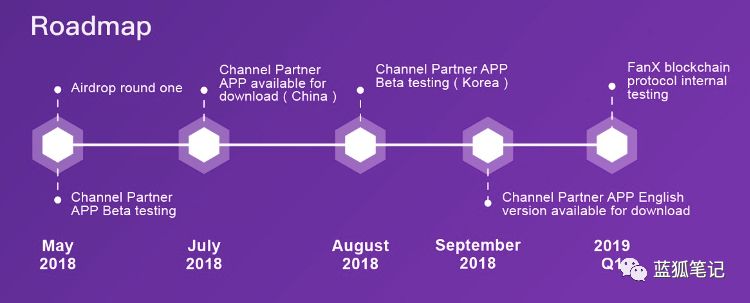 Roadmap
Airdrop round one
Channel Partner
APP Beta testing
May
2018
Channel Partner
APP available for
download ( China )
July
2018
Channel Partner APP
Beta testing ( Korea )
August
2018
Channel Partner APP English
version available for download
September
2018
FanX blockchain
protocol internal
testing
2019
Q1
蓝狐笔记